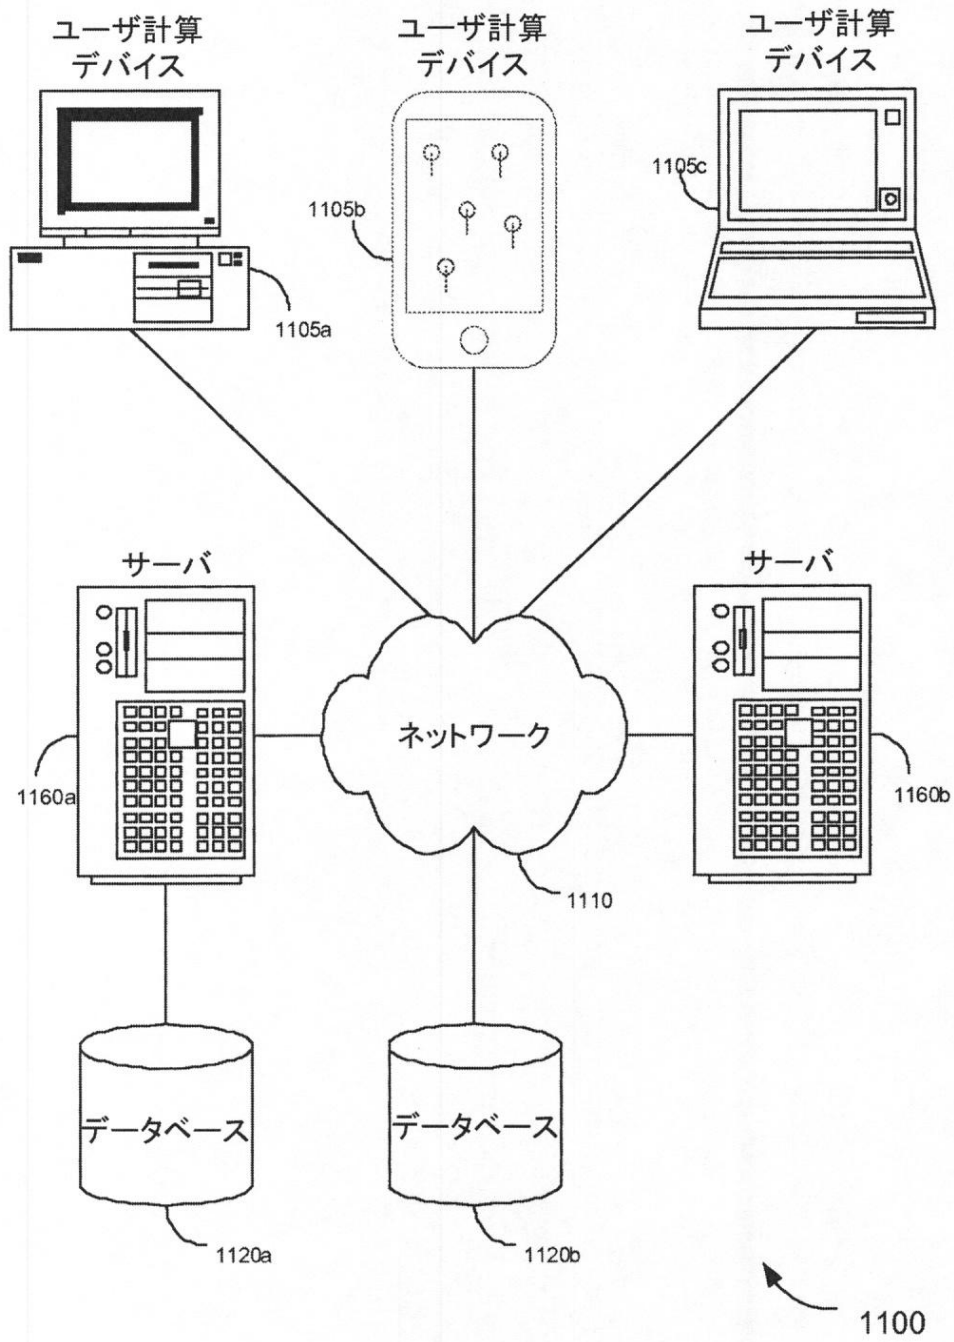 ユーザ計算
デバイス
ユーザ計算
デバイス
ユーザ計算
デバイス
1105a
1105b
1105c
サーバ
サーバ
ネットワーク
1160a
1160b
1110
データベース
データベース
1120a
1120b
1100